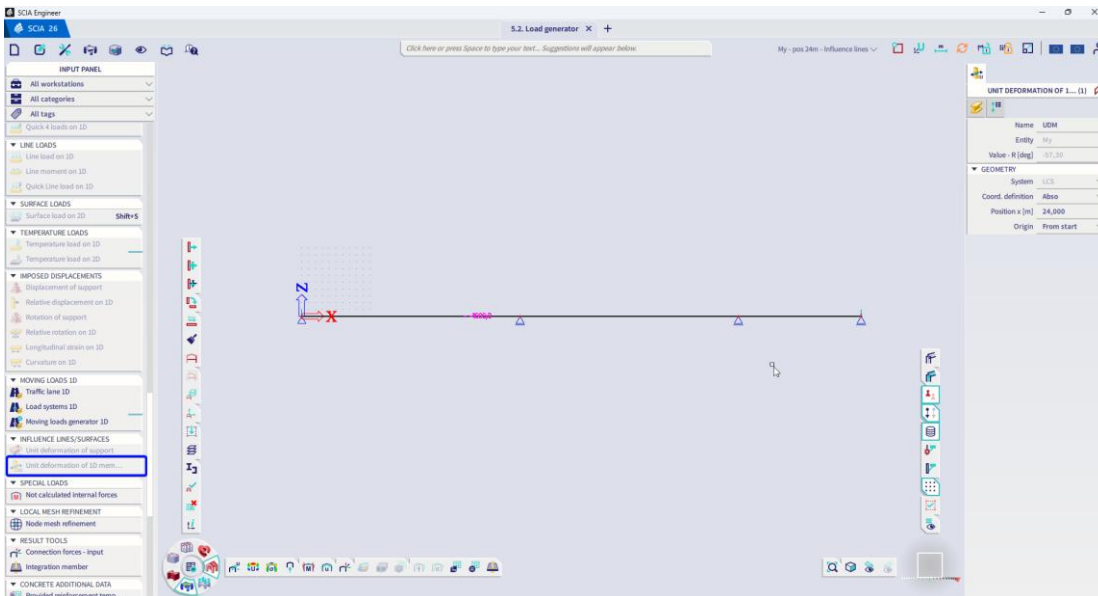 SCIA Engineer
SCIA 26
5.2. Load generator
Click here or press Space to type your text... Suggestions will appear below.
My - pos 24m - Influence lines
INPUT PANEL
All workstations
All categories
All tags
Quick 4 loads on 1D
LINE LOADS
Line load on 1D
Line moment on 1D
Quick Line load on 1D
SURFACE LOADS
Surface load on 2D Shift+S
TEMPERATURE LOADS
Temperature load on 1D
Temperature load on 2D
IMPOSED DISPLACEMENTS
Displacement of support
Relative displacement on 1D
Rotation of support
Relative rotation on 1D
Longitudinal strain on 1D
Curvature on 1D
MOVING LOADS 1D
Traffic lane 1D
Load systems 1D
Moving loads generator 1D
INFLUENCE LINES/SURFACES
Unit deformation of support
Unit deformation of 1D mem...
SPECIAL LOADS
Not calculated internal forces
LOCAL MESH REFINEMENT
Node mesh refinement
RESULT TOOLS
Connection forces - input
Integration member
CONCRETE ADDITIONAL DATA
Z
X
UNIT DEFORMATION OF 1... (1)
Name UDM
Entity My
Value - R [deg] -57,30
GEOMETRY
System LCS
Coord. definition Abso
Position x [m] 24,000
Origin From start